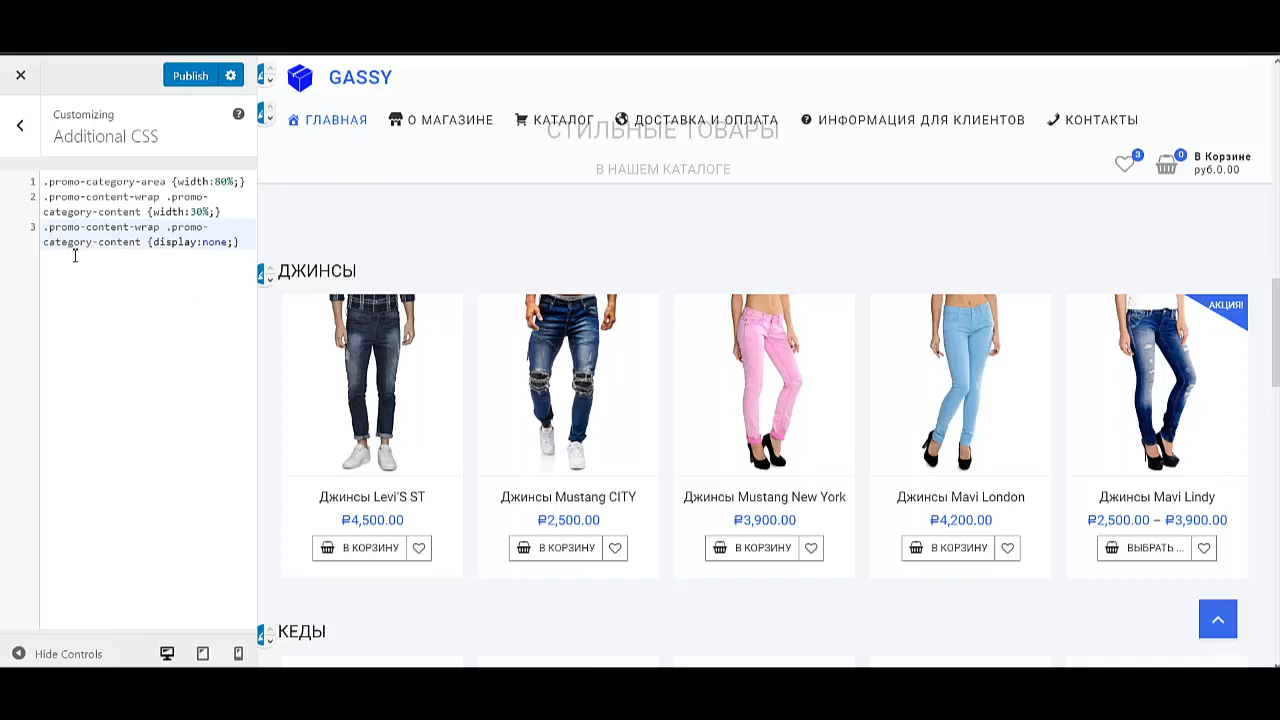 Publish
GASSY
Customizing
Additional CSS
ГЛАВНАЯ О МАГАЗИНЕ КАТАЛОГ ДОСТАВКА И ОПЛАТА ИНФОРМАЦИЯ ДЛЯ КЛИЕНТОВ КОНТАКТЫ
СТИЛЬНЫЕ ТОВАРЫ
В НАШЕМ КАТАЛОГЕ
3
0
В Корзине
руб.0.00
1 .promo-category-area {width:80%;}
2 .promo-content-wrap .promo-
category-content {width:30%;}
3 .promo-content-wrap .promo-
category-content {display:none;}
ДЖИНСЫ
АКЦИЯ!
Джинсы Levi'S ST Джинсы Mustang CITY Джинсы Mustang New York Джинсы Mavi London Джинсы Mavi Lindy
₽4,500.00 ₽2,500.00 ₽3,900.00 ₽4,200.00 ₽2,500.00 – ₽3,900.00
В КОРЗИНУ В КОРЗИНУ В КОРЗИНУ В КОРЗИНУ ВЫБРАТЬ ...
КЕДЫ
Hide Controls